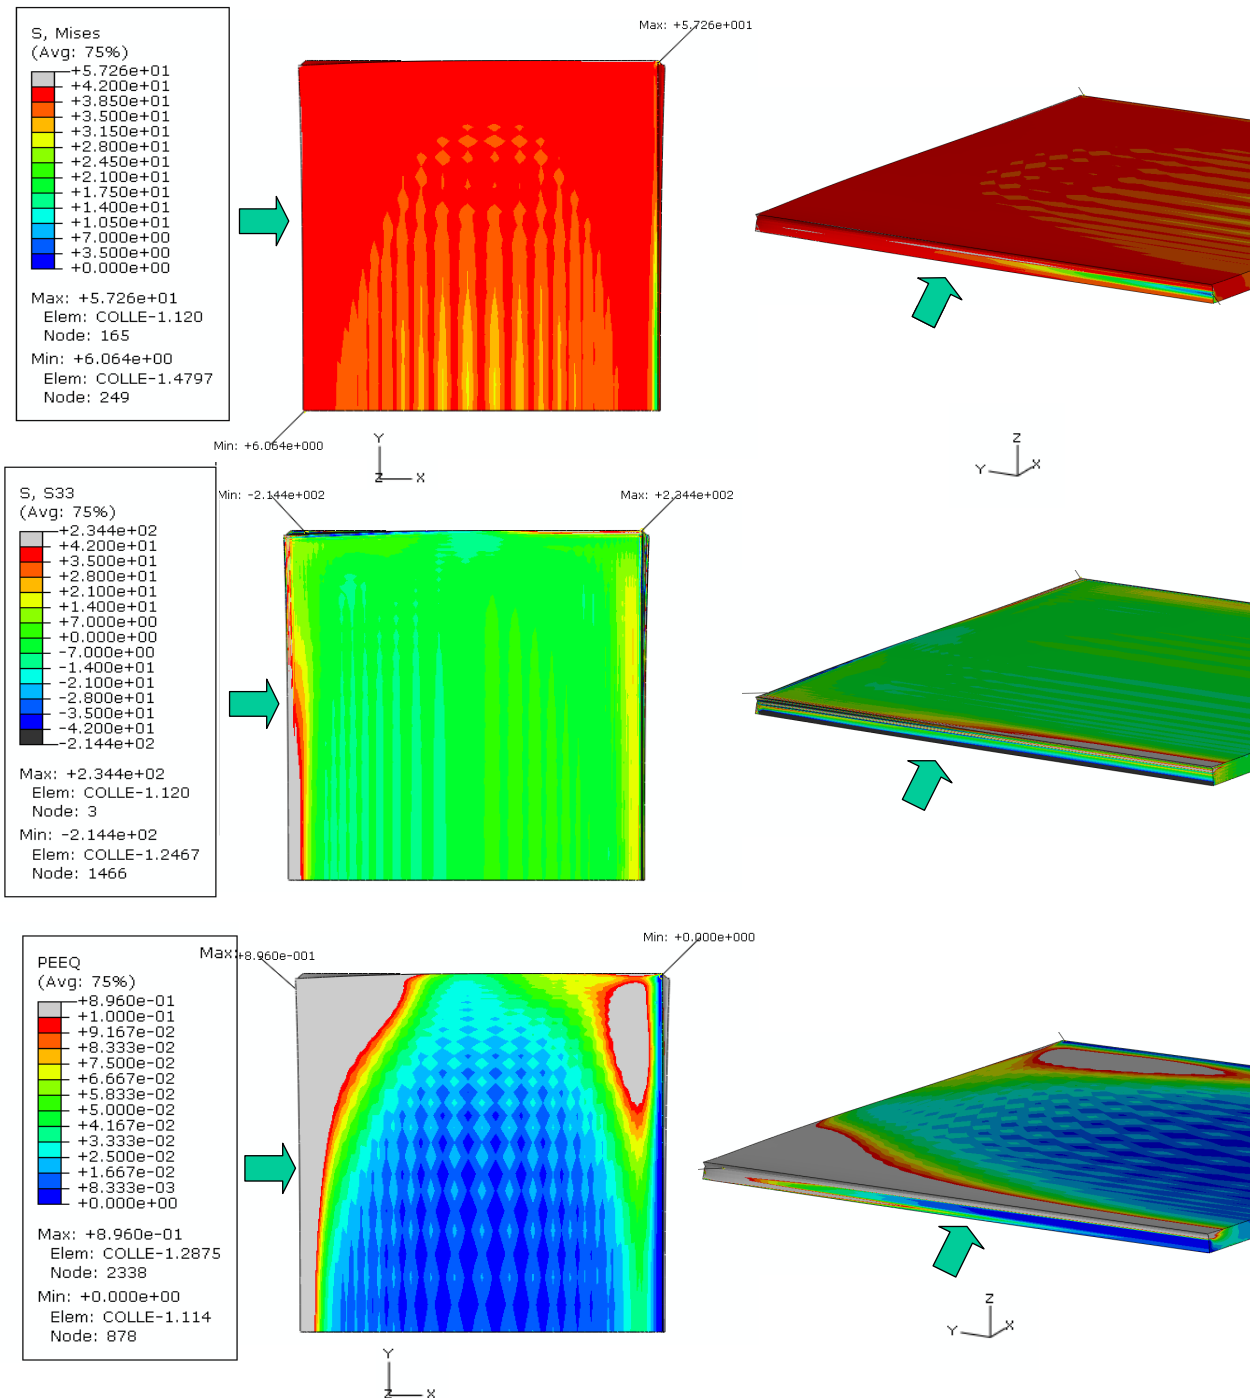 S, Mises
(Avg: 75%)
+5.726e+01
+4.200e+01
+3.850e+01
+3.500e+01
+3.150e+01
+2.800e+01
+2.450e+01
+2.100e+01
+1.750e+01
+1.400e+01
+1.050e+01
+7.000e+00
+3.500e+00
+0.000e+00
Max: +5.726e+01
Elem: COLLE-1.120
Node: 165
Min: +6.064e+00
Elem: COLLE-1.4797
Node: 249
Max: +5.726e+001
Min: +6.064e+000
Y
Z X
Z
Y X
S, S33
(Avg: 75%)
+2.344e+02
+4.200e+01
+3.500e+01
+2.800e+01
+2.100e+01
+1.400e+01
+7.000e+00
+0.000e+00
-7.000e+00
-1.400e+01
-2.100e+01
-2.800e+01
-3.500e+01
-4.200e+01
-2.144e+02
Max: +2.344e+02
Elem: COLLE-1.120
Node: 3
Min: -2.144e+02
Elem: COLLE-1.2467
Node: 1466
Min: -2.144e+002
Max: +2.344e+002
PEEQ
(Avg: 75%)
+8.960e-01
+1.000e-01
+9.167e-02
+8.333e-02
+7.500e-02
+6.667e-02
+5.833e-02
+5.000e-02
+4.167e-02
+3.333e-02
+2.500e-02
+1.667e-02
+8.333e-03
+0.000e+00
Max: +8.960e-01
Elem: COLLE-1.2875
Node: 2338
Min: +0.000e+00
Elem: COLLE-1.114
Node: 878
Max: +8.960e-001
Min: +0.000e+000
Z
Y X
Y
Z X